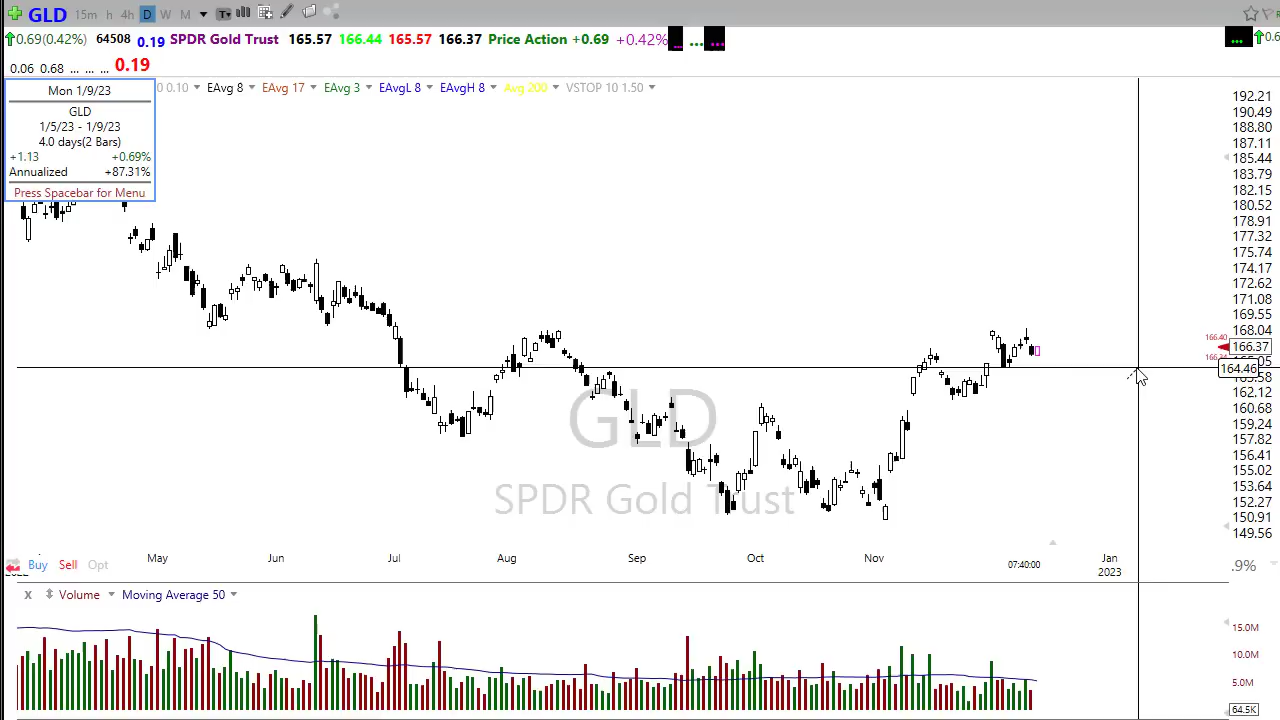 GLD 15m h 4h D W M T
0.69(0.42%) 64508 0.19 SPDR Gold Trust 165.57 166.44 165.57 166.37 Price Action +0.69 +0.42% ... ... ... ... 0.6
0.06 0.68 ... ... ... 0.19
Mon 1/9/23
GLD
1/5/23 - 1/9/23
4.0 days(2 Bars)
+1.13 +0.69%
Annualized +87.31%
Press Spacebar for Menu
0 0.10 EAvg 8 EAvg 17 EAvg 3 EAvgL 8 EAvgH 8 Avg 200 VSTOP 10 1.50
192.21
190.49
188.80
187.11
185.44
183.79
182.15
180.52
178.91
177.32
175.74
174.17
172.62
171.08
169.55
168.04
166.40
166.37
164.46
162.12
160.68
159.24
157.82
156.41
155.02
153.64
152.27
150.91
149.56
GLD
SPDR Gold Trust
May Jun Jul Aug Sep Oct Nov Jan
07:40:00 2023
Buy Sell Opt .9%
X Volume Moving Average 50
15.0M
10.0M
5.0M
64.5K